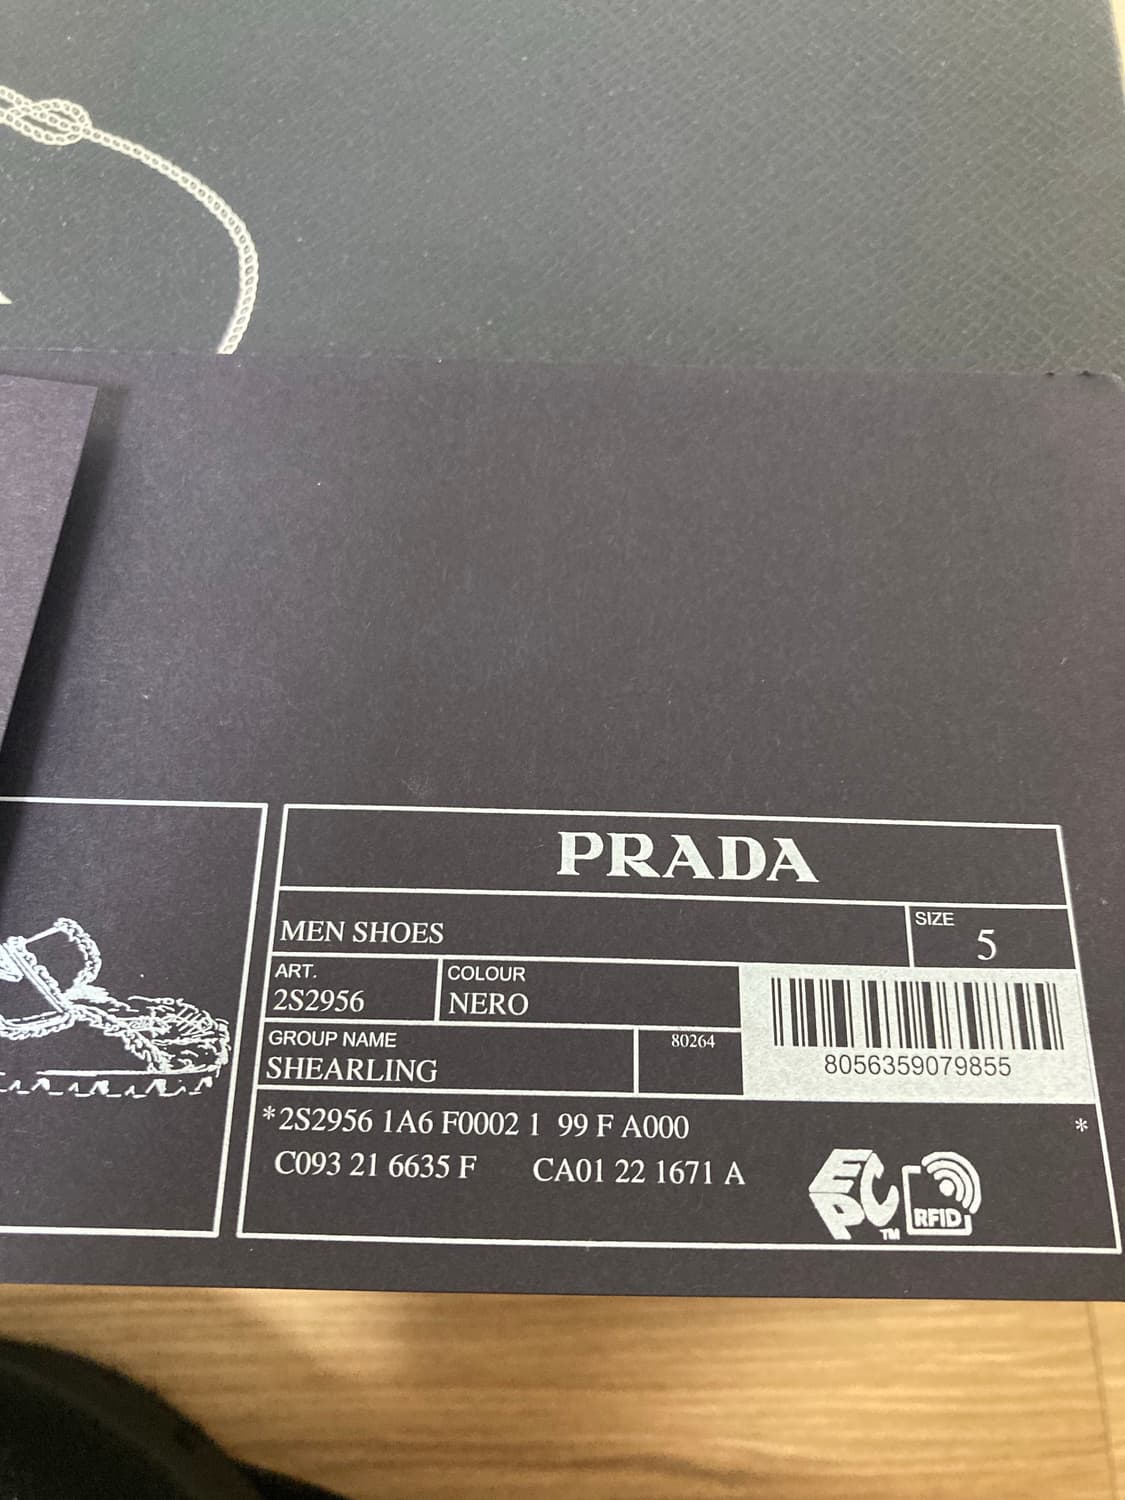 PRADA
MEN SHOES
SIZE
5
ART.
2S2956
COLOUR
NERO
GROUP NAME
SHEARLING
80264
8056359079855
*2S2956 1A6 F0002 1 99 F A000 *
C093 21 6635 F CA01 22 1671 A
EPC™
RFID